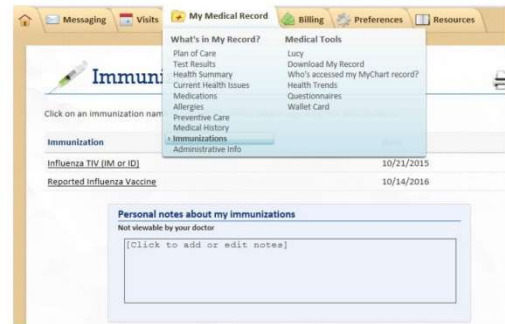 Messaging Visits My Medical Record Billing Preferences Resources
What's in My Record?
Plan of Care
Test Results
Health Summary
Current Health Issues
Medications
Allergies
Preventive Care
Medical History
Immunizations
Administrative Info
Medical Tools
Lucy
Download My Record
Who's accessed my MyChart record?
Health Trends
Questionnaires
Wallet Card
Immuni
Click on an immunization nam
Immunization
Influenza TIV (IM or ID) 10/21/2015
Reported Influenza Vaccine 10/14/2016
Personal notes about my immunizations
Not viewable by your doctor
[Click to add or edit notes]